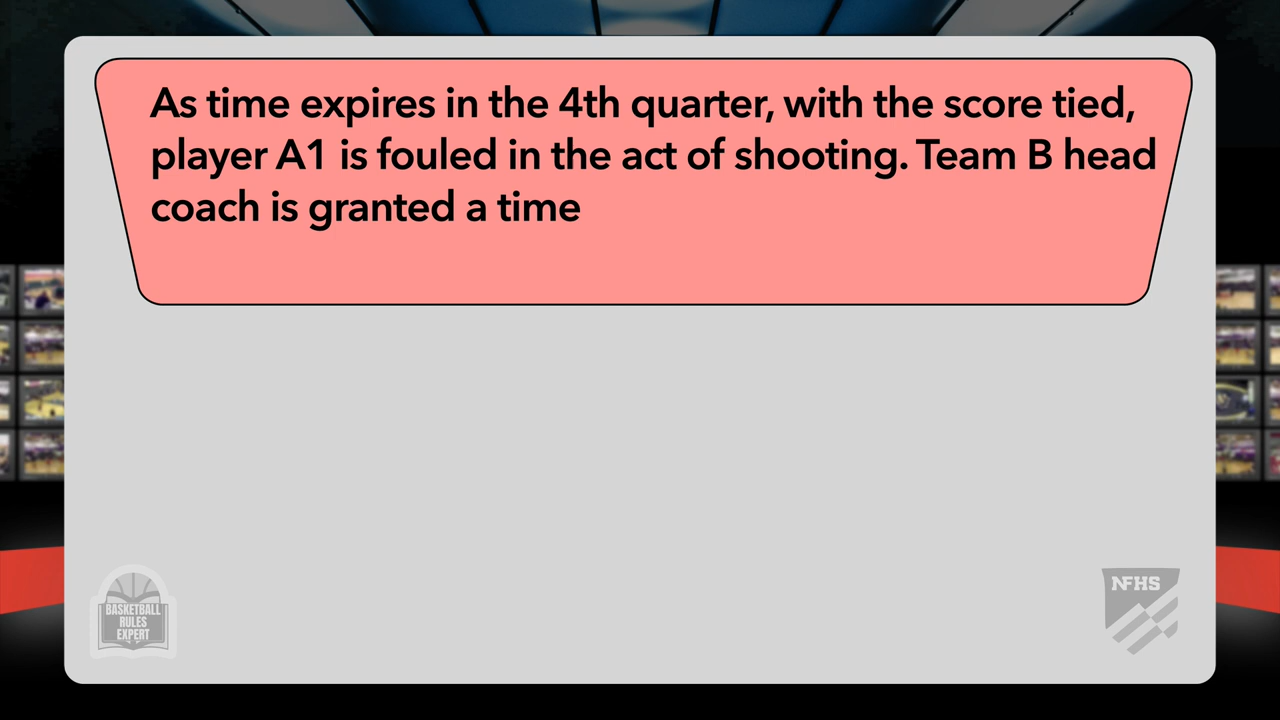 As time expires in the 4th quarter, with the score tied,
player A1 is fouled in the act of shooting. Team B head
coach is granted a time
BASKETBALL
RULES
EXPERT
NFHS